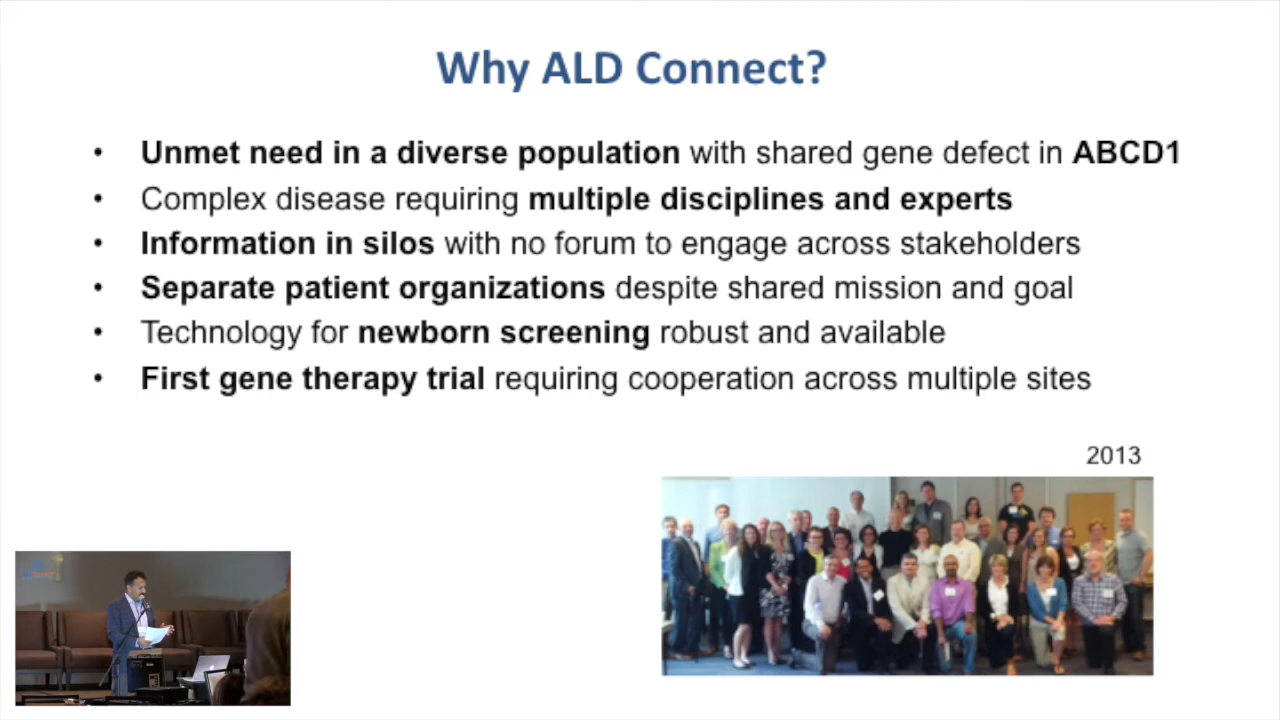 Why ALD Connect?
• Unmet need in a diverse population with shared gene defect in ABCD1
• Complex disease requiring multiple disciplines and experts
• Information in silos with no forum to engage across stakeholders
• Separate patient organizations despite shared mission and goal
• Technology for newborn screening robust and available
• First gene therapy trial requiring cooperation across multiple sites
2013